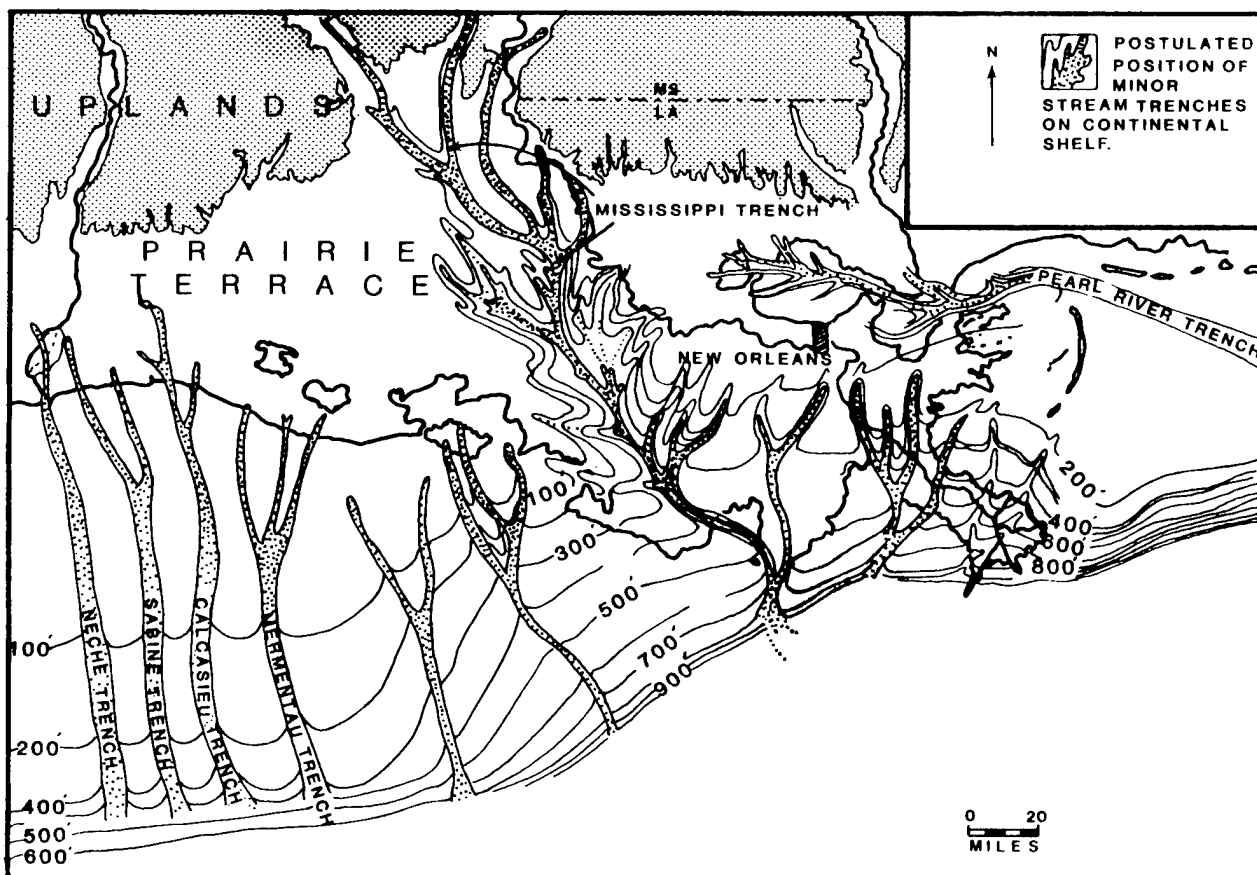 N
POSTULATED
POSITION OF
MINOR
STREAM TRENCHES
ON CONTINENTAL
SHELF.
UPLANDS
MS
LA
MISSISSIPPI TRENCH
PRAIRIE
TERRACE
PEARL RIVER TRENCH
NEW ORLEANS
200'
400'
600'
800'
100'
300'
500'
700'
900'
NECHE TRENCH
SABINE TRENCH
CALCASIEU TRENCH
MERMENTAU TRENCH
100'
200'
400'
500'
600'
0 20
MILES